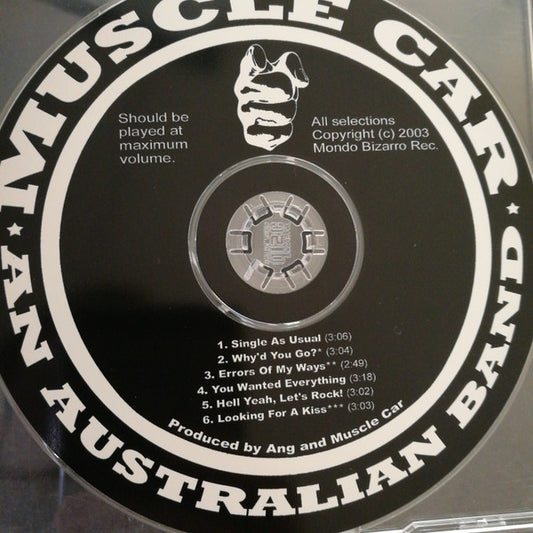 MUSCLE CAR
Should be
played at
maximum
volume.
All selections
Copyright (c) 2003
Mondo Bizarro Rec.
1. Single As Usual (3:06)
2. Why'd You Go?* (3:04)
3. Errors Of My Ways** (2:49)
4. You Wanted Everything (3:18)
5. Hell Yeah, Let's Rock! (3:02)
6. Looking For A Kiss*** (3:03)
Produced by Ang and Muscle Car
AN AUSTRALIAN BAND